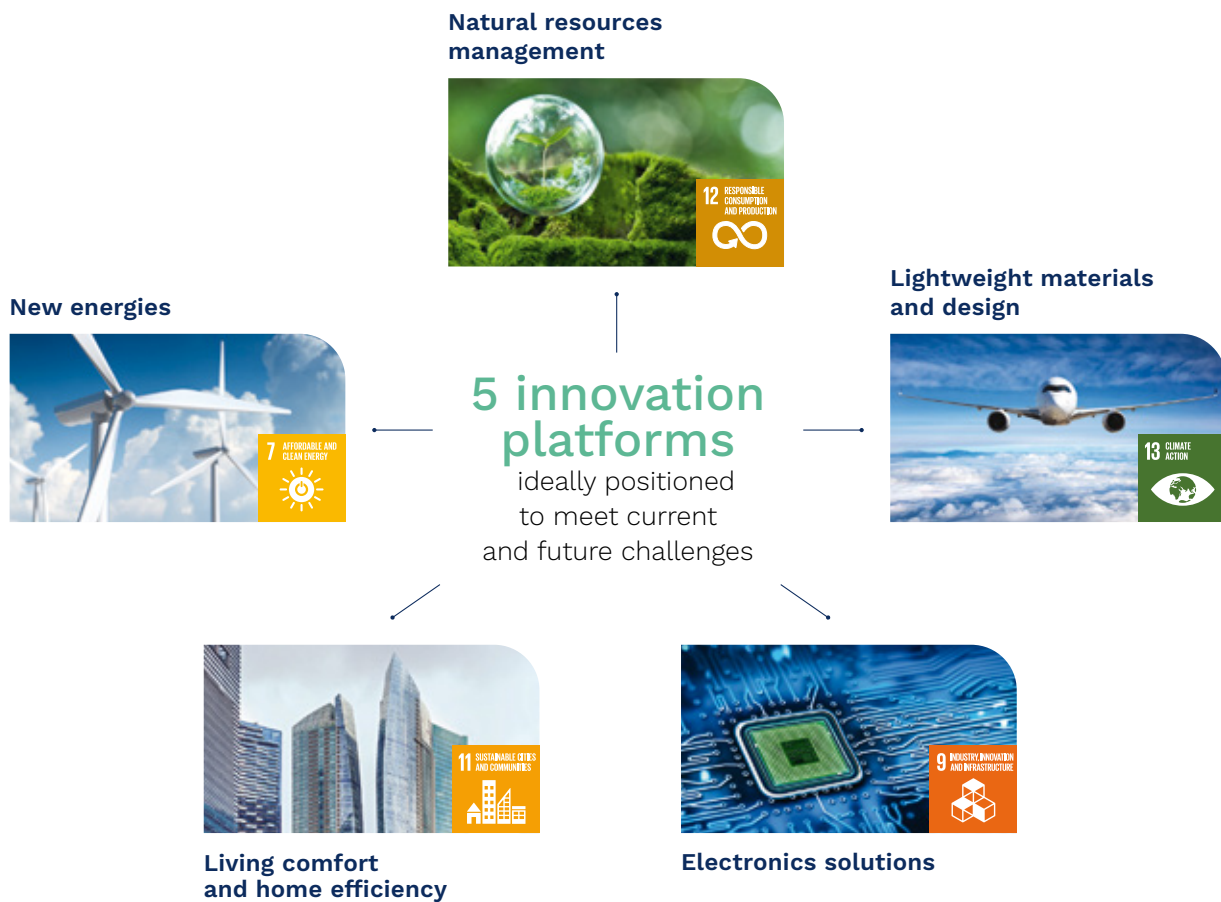 Natural resources
management
12 RESPONSIBLE
CONSUMPTION
AND PRODUCTION
Lightweight materials
and design
13 CLIMATE
ACTION
New energies
7 AFFORDABLE AND
CLEAN ENERGY
5 innovation
platforms
ideally positioned
to meet current
and future challenges
11 SUSTAINABLE CITIES
AND COMMUNITIES
Living comfort
and home efficiency
9 INDUSTRY, INNOVATION
AND INFRASTRUCTURE
Electronics solutions